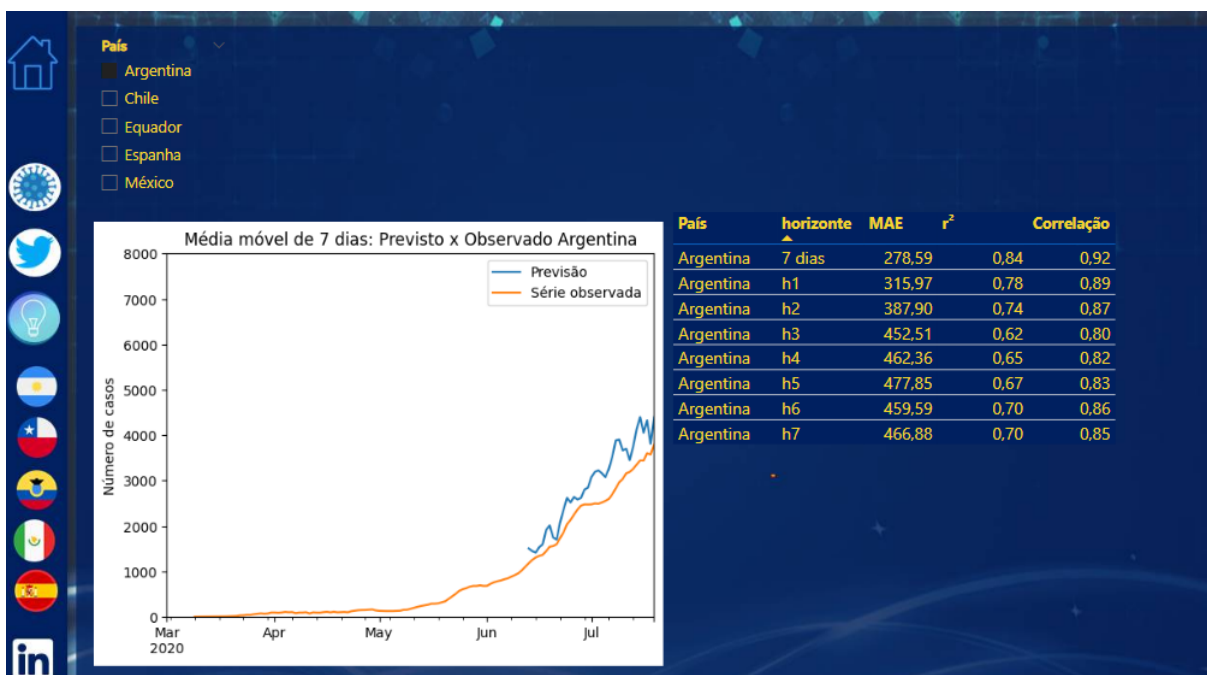 País
Argentina
Chile
Equador
Espanha
México
Média móvel de 7 dias: Previsto x Observado Argentina
Previsão
Série observada
8000
7000
6000
5000
4000
3000
2000
1000
0
Número de casos
Mar Apr May Jun Jul
2020
País horizonte MAE r² Correlação
Argentina 7 dias 278,59 0,84 0,92
Argentina h1 315,97 0,78 0,89
Argentina h2 387,90 0,74 0,87
Argentina h3 452,51 0,62 0,80
Argentina h4 462,36 0,65 0,82
Argentina h5 477,85 0,67 0,83
Argentina h6 459,59 0,70 0,86
Argentina h7 466,88 0,70 0,85
in